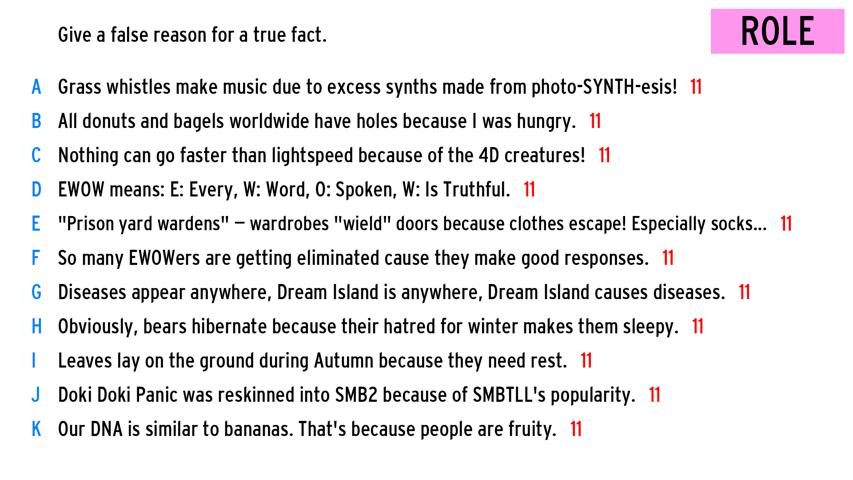 Give a false reason for a true fact.
ROLE
A Grass whistles make music due to excess synths made from photo-SYNTH-esis! 11
B All donuts and bagels worldwide have holes because I was hungry. 11
C Nothing can go faster than lightspeed because of the 4D creatures! 11
D EWOW means: E: Every, W: Word, O: Spoken, W: Is Truthful. 11
E "Prison yard wardens" – wardrobes "wield" doors because clothes escape! Especially socks... 11
F So many EWOWers are getting eliminated cause they make good responses. 11
G Diseases appear anywhere, Dream Island is anywhere, Dream Island causes diseases. 11
H Obviously, bears hibernate because their hatred for winter makes them sleepy. 11
I Leaves lay on the ground during Autumn because they need rest. 11
J Doki Doki Panic was reskinned into SMB2 because of SMBTLL's popularity. 11
K Our DNA is similar to bananas. That's because people are fruity. 11